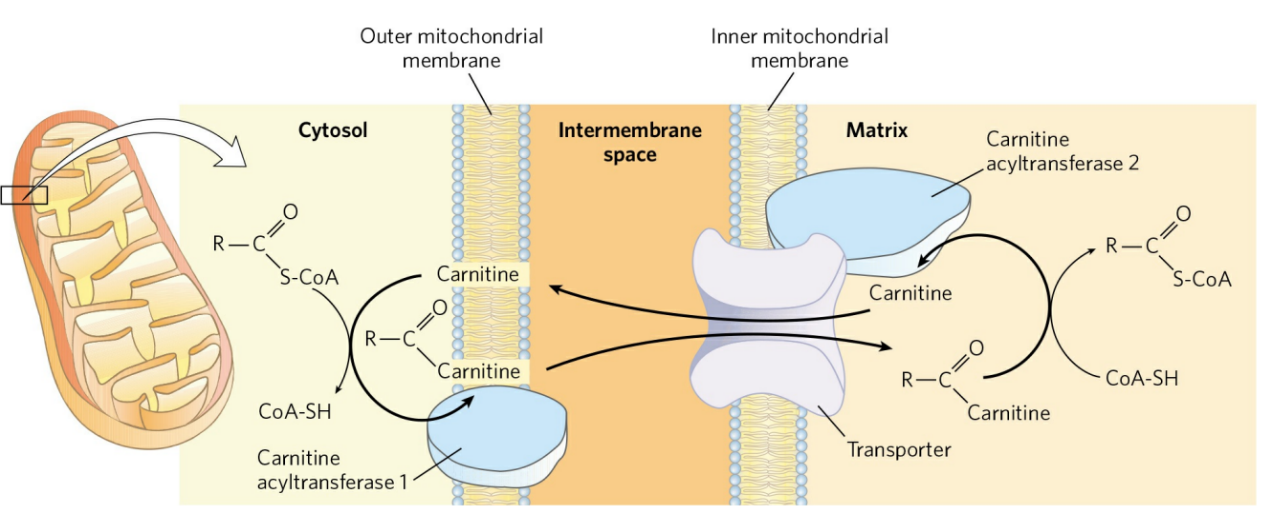 Outer mitochondrial
membrane
Inner mitochondrial
membrane
Cytosol
Intermembrane
space
Matrix
Carnitine
acyltransferase 2
O
R—C
S-CoA
Carnitine
O
R—C
Carnitine
CoA-SH
Carnitine
acyltransferase 1
Carnitine
O
R—C
Carnitine
Transporter
O
R—C
S-CoA
CoA-SH